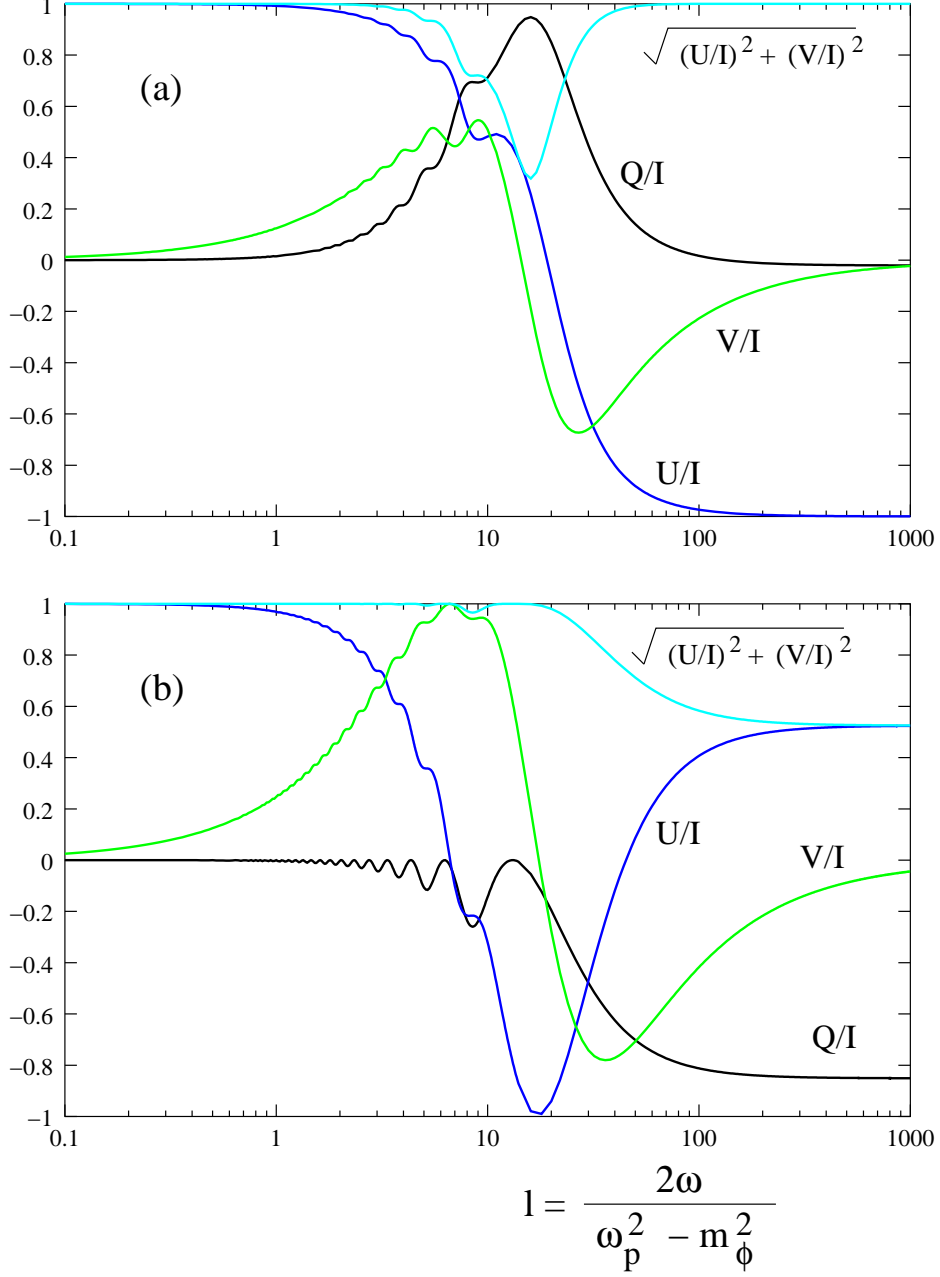 1
0.8
0.6
0.4
0.2
0
−0.2
−0.4
−0.6
−0.8
−1
(a)
√(U/I)² + (V/I)²
Q/I
V/I
U/I
0.1 1 10 100 1000
1
0.8
0.6
0.4
0.2
0
−0.2
−0.4
−0.6
−0.8
−1
(b)
√(U/I)² + (V/I)²
U/I
V/I
Q/I
0.1 1 10 100 1000
l = 2ω / ω_p² − m_ϕ²